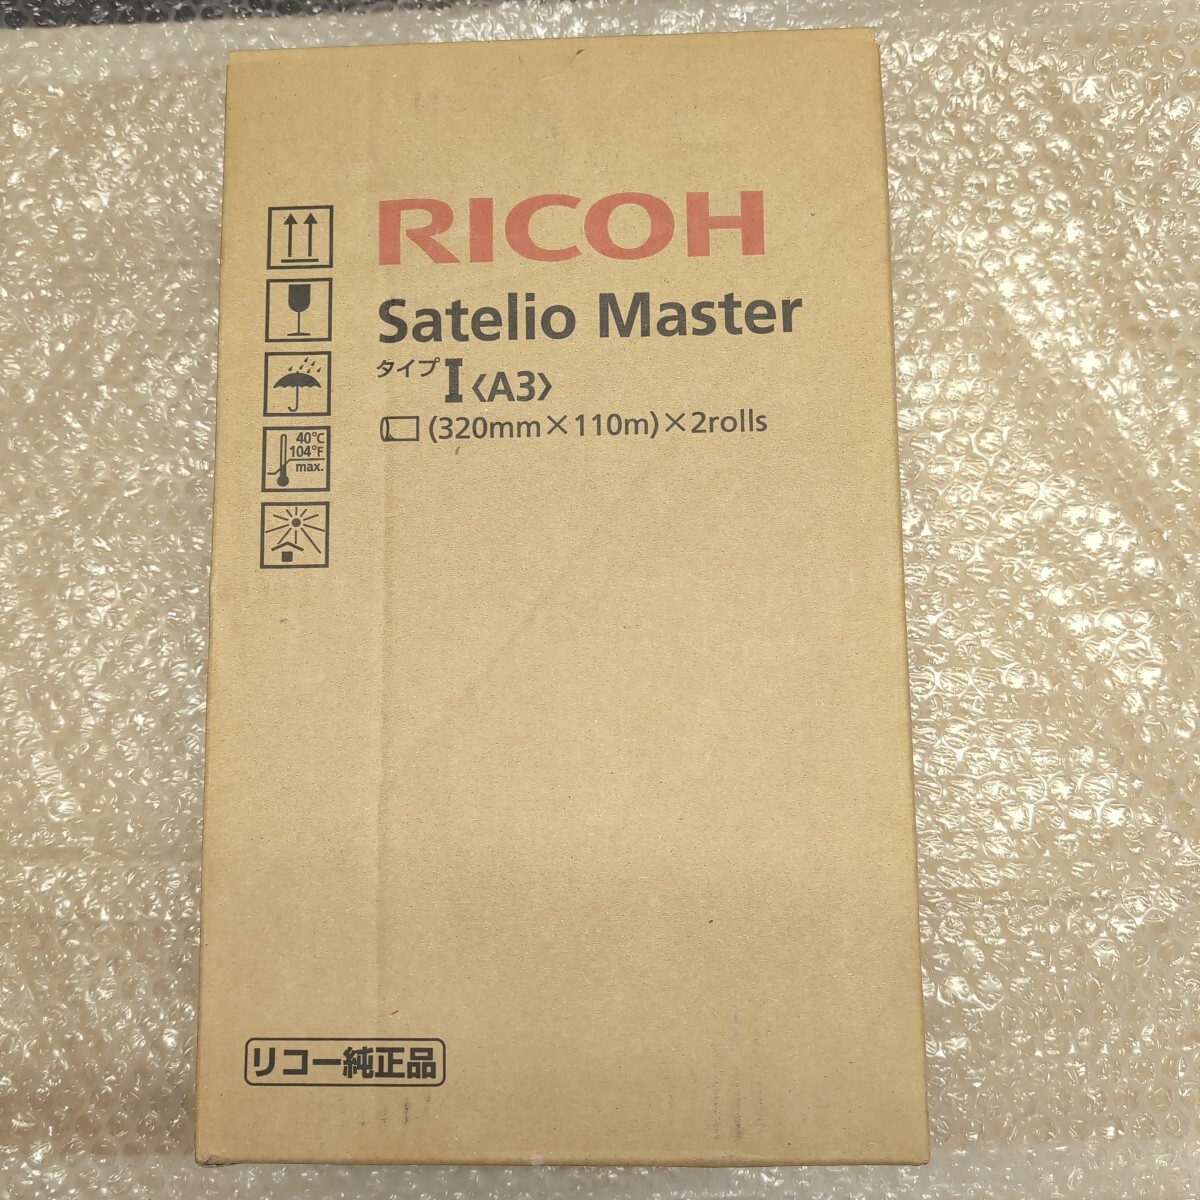 RICOH
Satelio Master
タイプ I〈A3〉
(320mm×110m)×2rolls
40°C
104°F
max.
リコー純正品